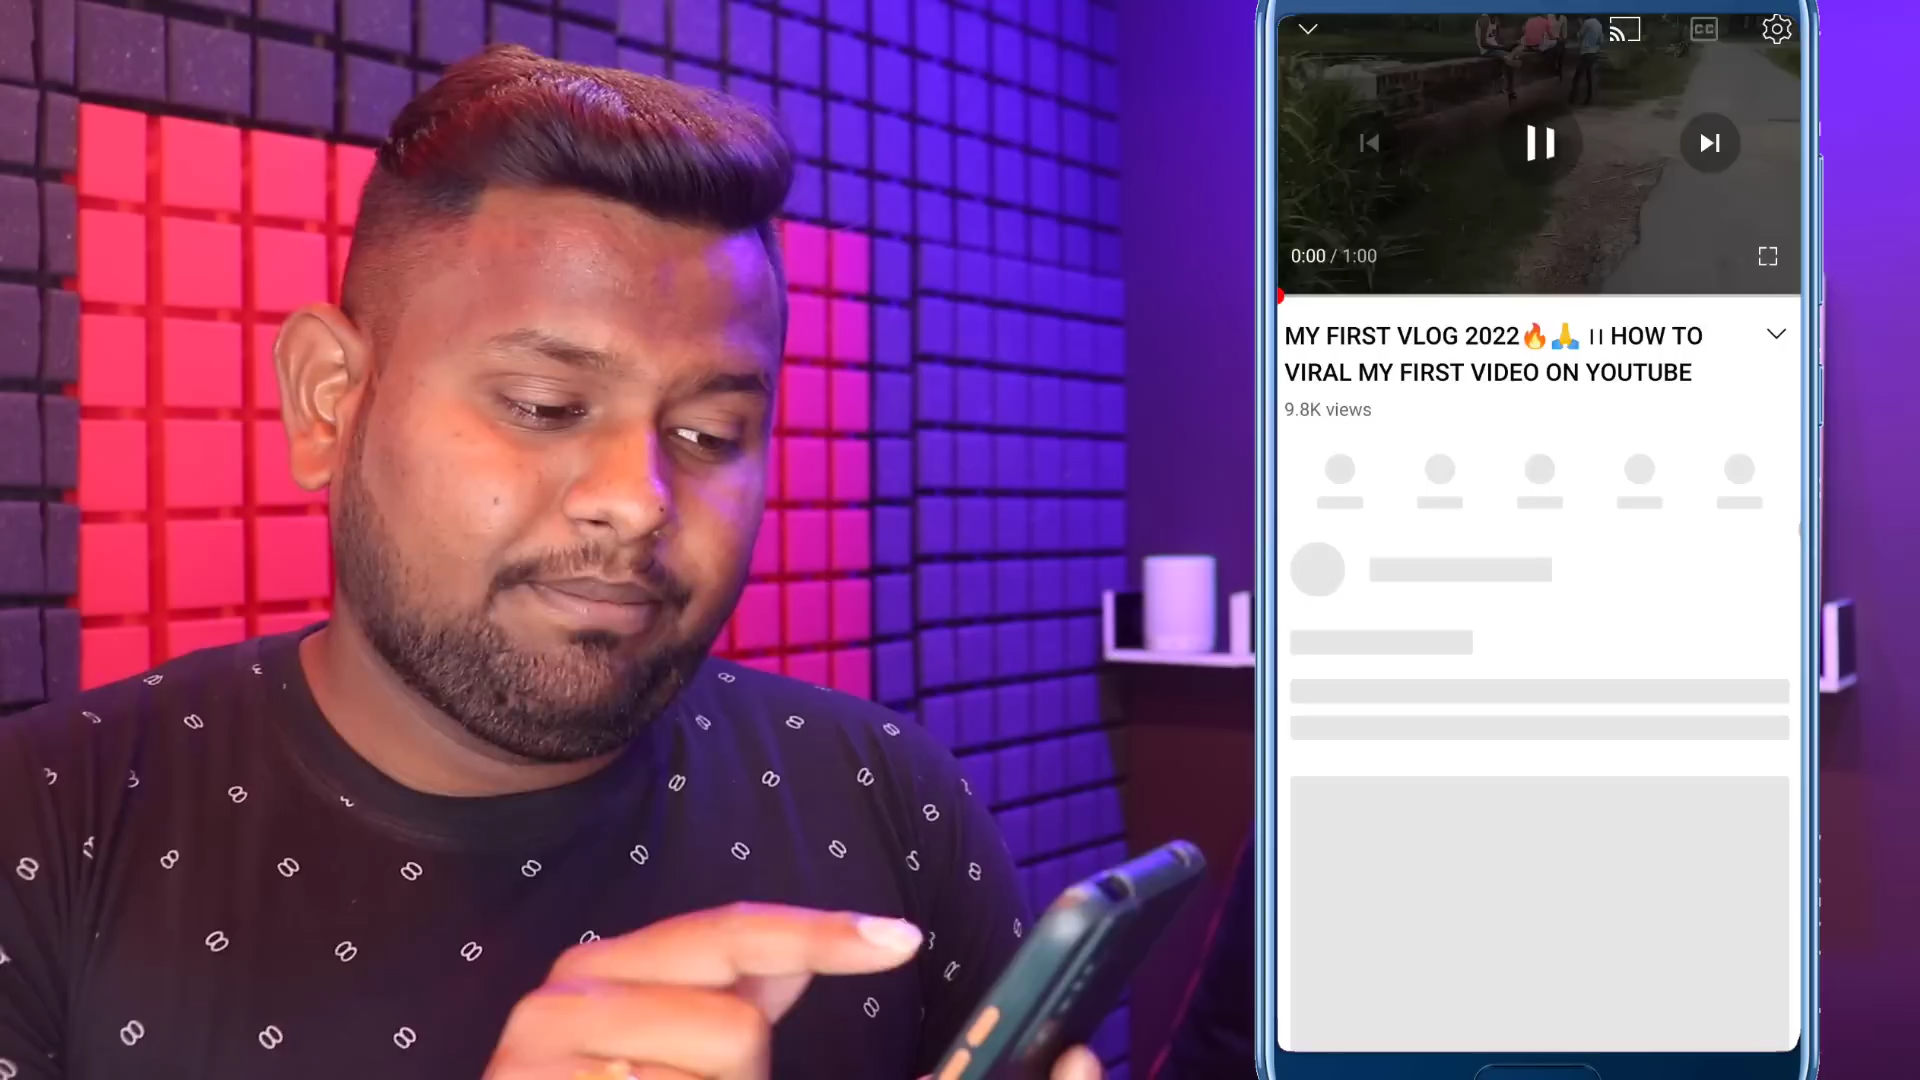 CC
0:00 / 1:00
MY FIRST VLOG 2022🔥🙏 ।। HOW TO
VIRAL MY FIRST VIDEO ON YOUTUBE
9.8K views